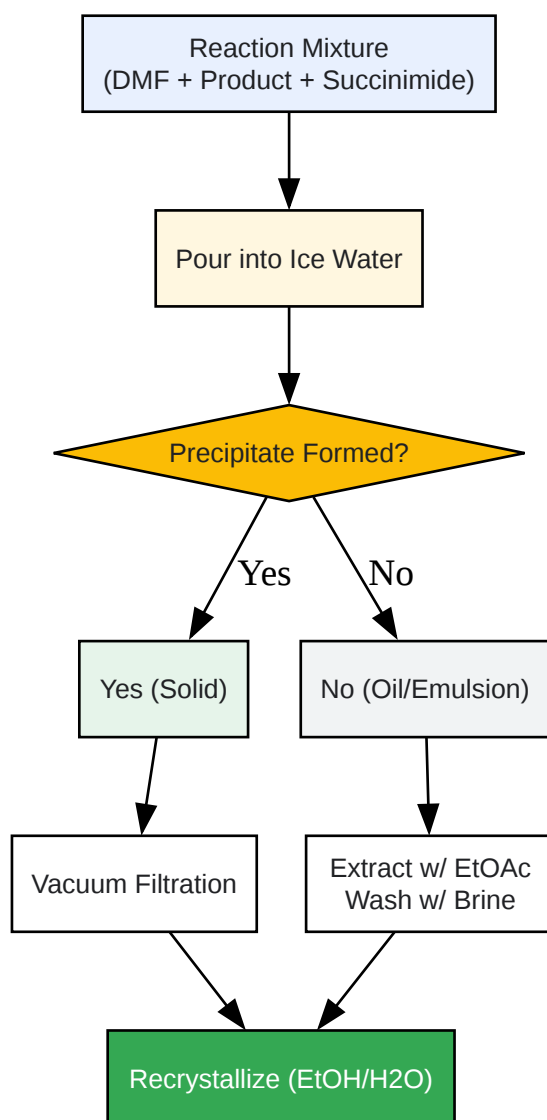 Reaction Mixture
(DMF + Product + Succinimide)
Pour into Ice Water
Precipitate Formed?
Yes
No
Yes (Solid)
No (Oil/Emulsion)
Vacuum Filtration
Extract w/ EtOAc
Wash w/ Brine
Recrystallize (EtOH/H2O)